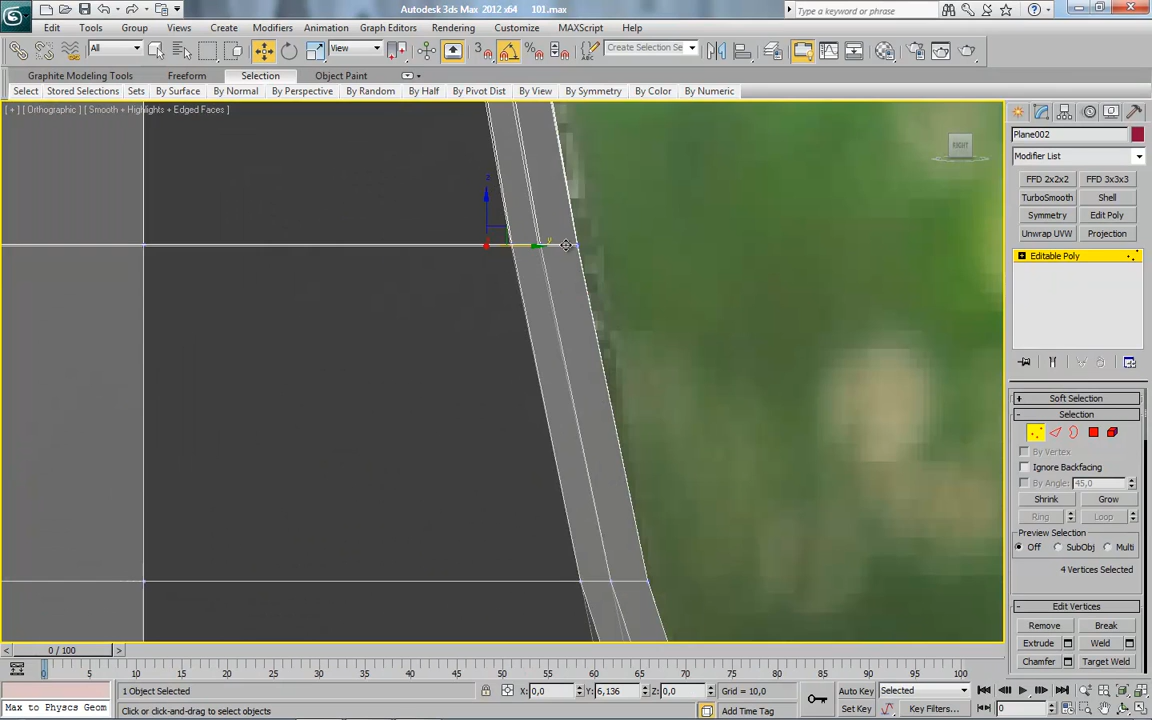 Autodesk 3ds Max 2012 x64 101.max
Type a keyword or phrase
Edit Tools Group Views Create Modifiers Animation Graph Editors Rendering Customize MAXScript Help
All View 3 Create Selection Se
Graphite Modeling Tools Freeform Selection Object Paint
Select Stored Selections Sets By Surface By Normal By Perspective By Random By Half By Pivot Dist By View By Symmetry By Color By Numeric
[ + ] [ Orthographic ] [ Smooth + Highlights + Edged Faces ]
RIGHT
z
y
Plane002
Modifier List
FFD 2x2x2 FFD 3x3x3
TurboSmooth Shell
Symmetry Edit Poly
Unwrap UVW Projection
Editable Poly
+ Soft Selection
- Selection
By Vertex
Ignore Backfacing
By Angle: 45,0
Shrink Grow
Ring Loop
Preview Selection
Off SubObj Multi
4 Vertices Selected
- Edit Vertices
Remove Break
Extrude Weld
Chamfer Target Weld
< 0 / 100 >
0 5 10 15 20 25 30 35 40 45 50 55 60 65 70 75 80 85 90 95 100
1 Object Selected X: 0,0 Y: 6,136 Z: 0,0 Grid = 10,0 Auto Key Selected
Max to Physcs Geom Click or click-and-drag to select objects Add Time Tag Set Key Key Filters... 0